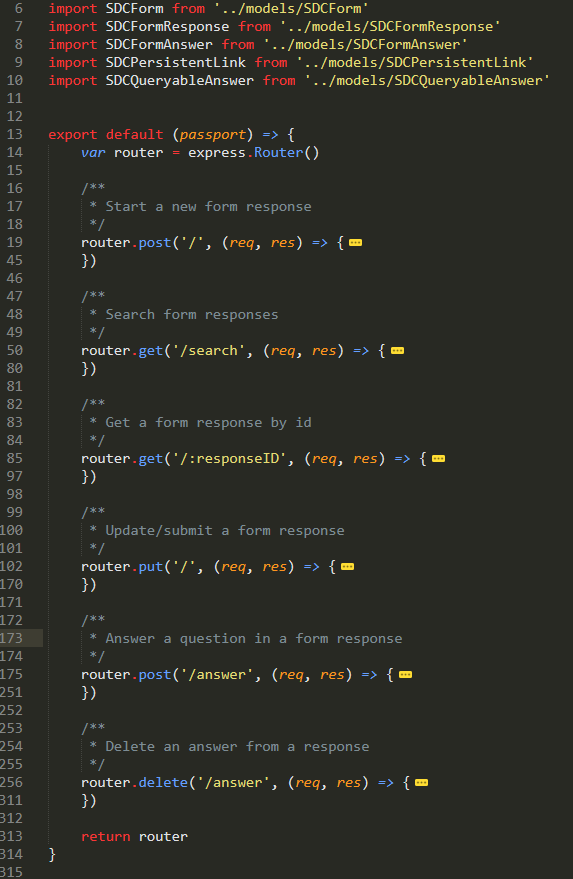 6 import SDCForm from '../models/SDCForm'
7 import SDCFormResponse from '../models/SDCFormResponse'
8 import SDCFormAnswer from '../models/SDCFormAnswer'
9 import SDCPersistentLink from '../models/SDCPersistentLink'
10 import SDCQueryableAnswer from '../models/SDCQueryableAnswer'
11
12
13 export default (passport) => {
14     var router = express.Router()
15
16     /**
17      * Start a new form response
18      */
19     router.post('/', (req, res) => {
45     })
46
47     /**
48      * Search form responses
49      */
50     router.get('/search', (req, res) => {
80     })
81
82     /**
83      * Get a form response by id
84      */
85     router.get('/:responseID', (req, res) => {
97     })
98
99     /**
100      * Update/submit a form response
101      */
102     router.put('/', (req, res) => {
170     })
171
172     /**
173      * Answer a question in a form response
174      */
175     router.post('/answer', (req, res) => {
251     })
252
253     /**
254      * Delete an answer from a response
255      */
256     router.delete('/answer', (req, res) => {
311     })
312
313     return router
314 }
315